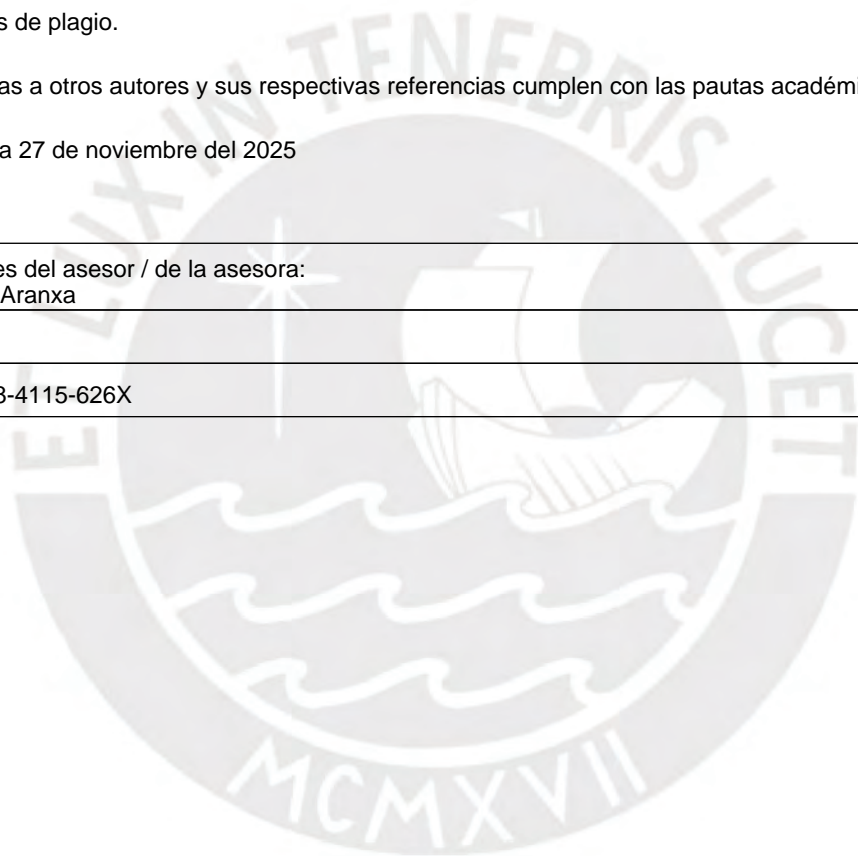 s de plagio.
as a otros autores y sus respectivas referencias cumplen con las pautas académi
a 27 de noviembre del 2025
es del asesor / de la asesora:
Aranxa
3-4115-626X
ET LUX IN TENEBRIS LUCET
MCMXVII